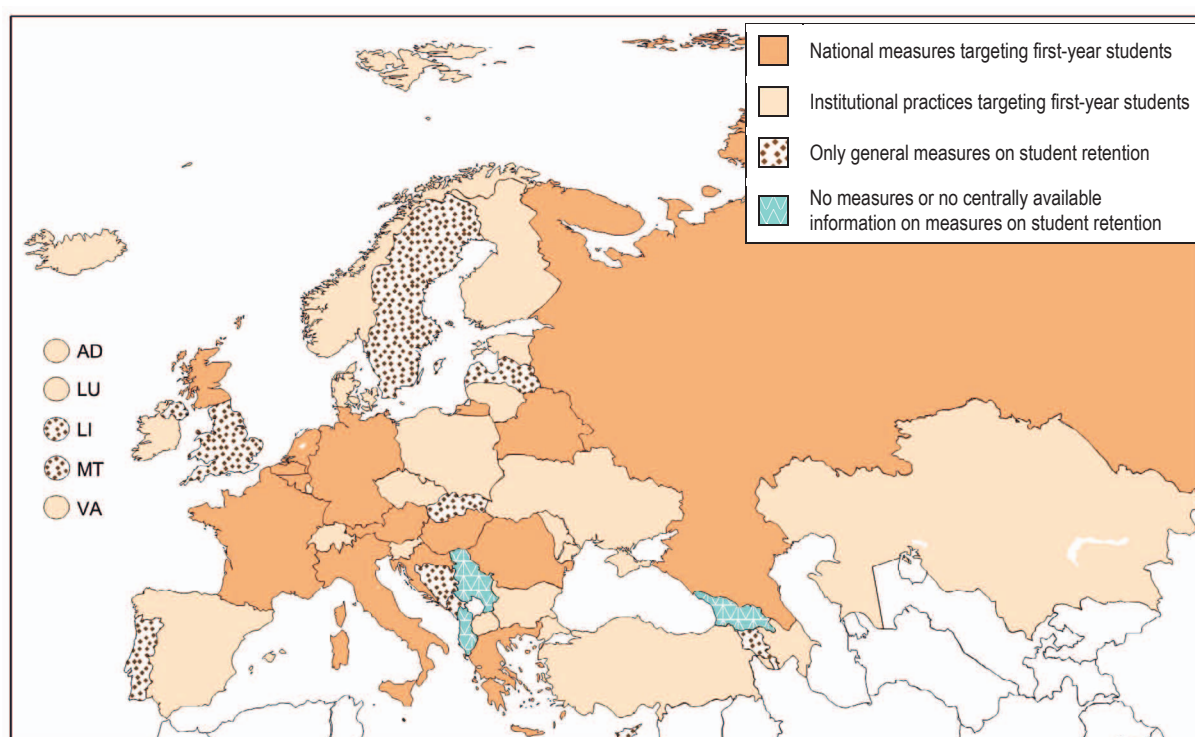 National measures targeting first-year students
Institutional practices targeting first-year students
Only general measures on student retention
No measures or no centrally available
information on measures on student retention
AD
LU
LI
MT
VA